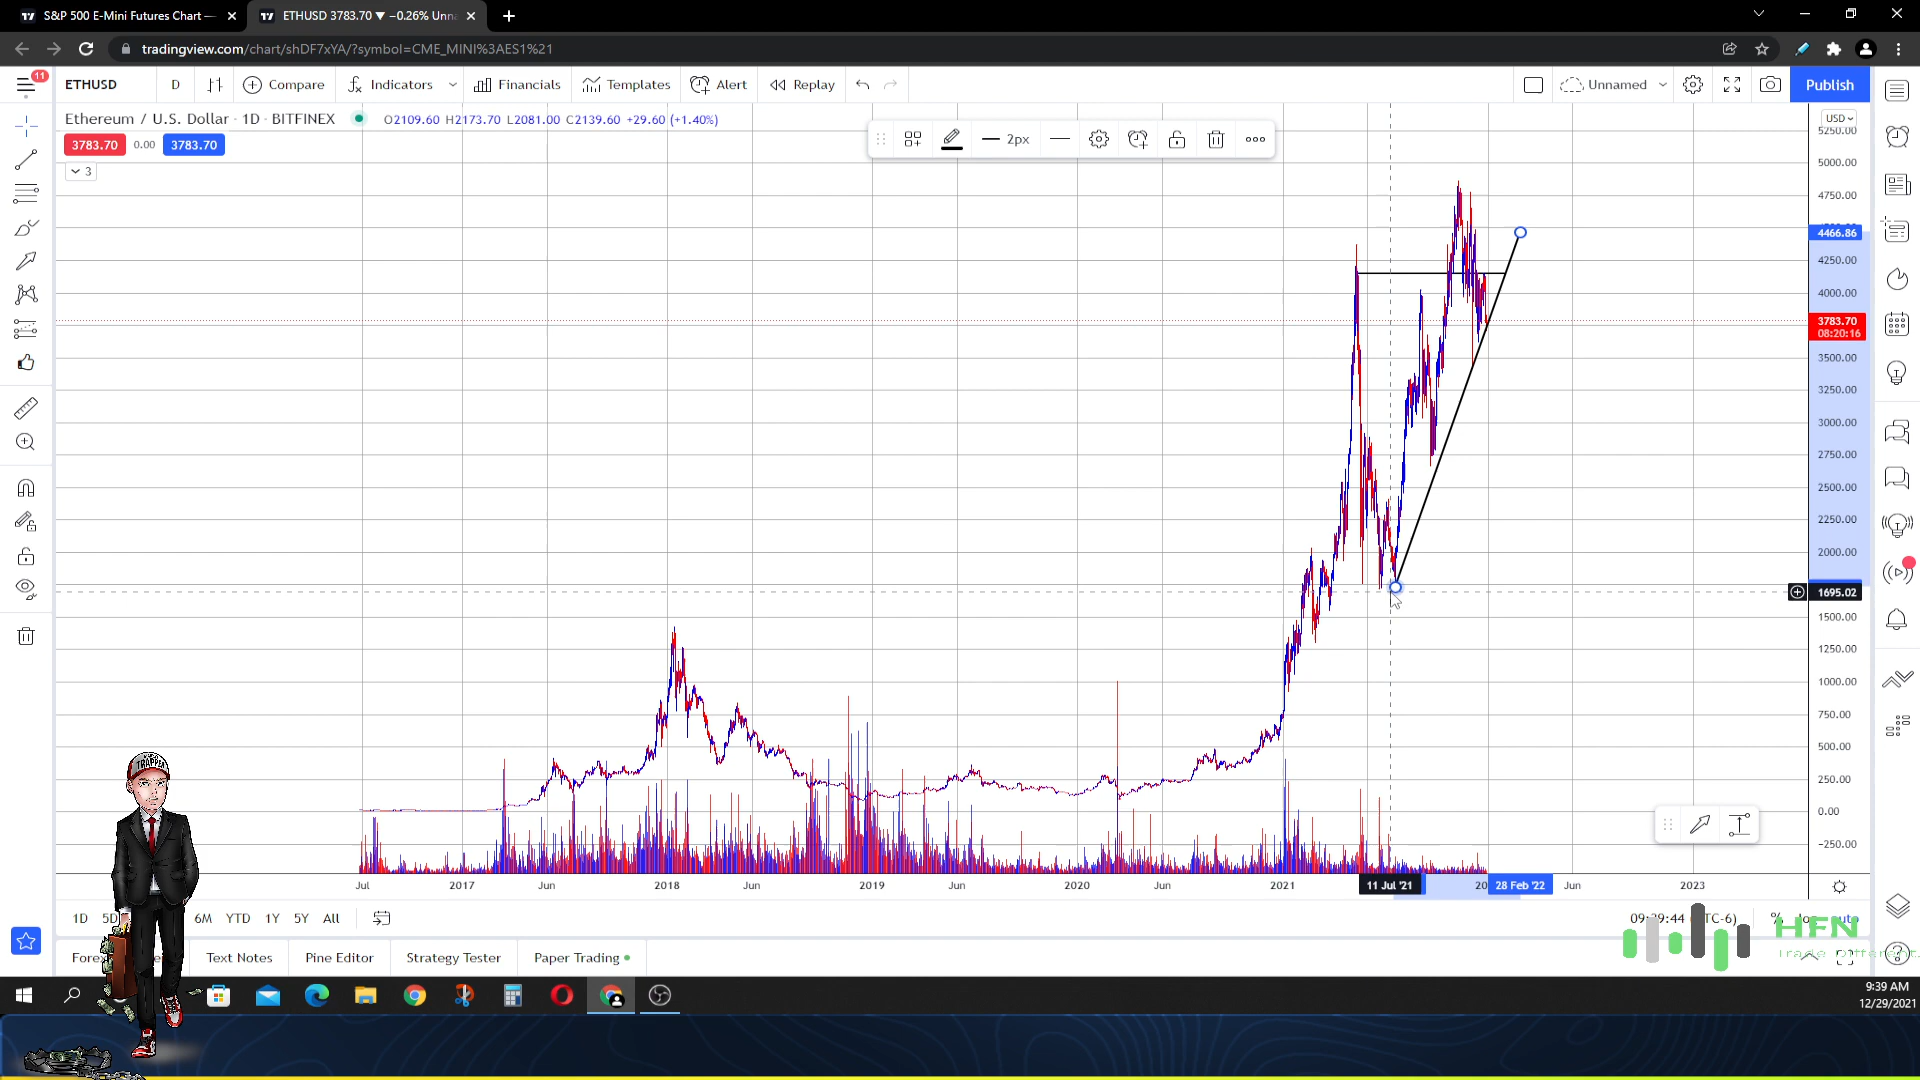 S&P 500 E-Mini Futures Chart —
ETHUSD 3783.70 ▼ −0.26% Unna
tradingview.com/chart/shDF7xYA/?symbol=CME_MINI%3AES1%21
11
ETHUSD
D
Compare
Indicators
Financials
Templates
Alert
Replay
Unnamed
Publish
Ethereum / U.S. Dollar · 1D · BITFINEX
O2109.60 H2173.70 L2081.00 C2139.60 +29.60 (+1.40%)
3783.70
0.00
3783.70
3
2px
USD
5250.00
5000.00
4750.00
4466.86
4250.00
4000.00
3783.70
08:20:16
3500.00
3250.00
3000.00
2750.00
2500.00
2250.00
2000.00
1695.02
1500.00
1250.00
1000.00
750.00
500.00
250.00
0.00
−250.00
Jul
2017
Jun
2018
Jun
2019
Jun
2020
Jun
2021
11 Jul '21
20
28 Feb '22
Jun
2023
1D
5D
6M
YTD
1Y
5Y
All
%
HFN
Trade Different.
Text Notes
Pine Editor
Strategy Tester
Paper Trading
TRAPPER
9:39 AM
12/29/2021